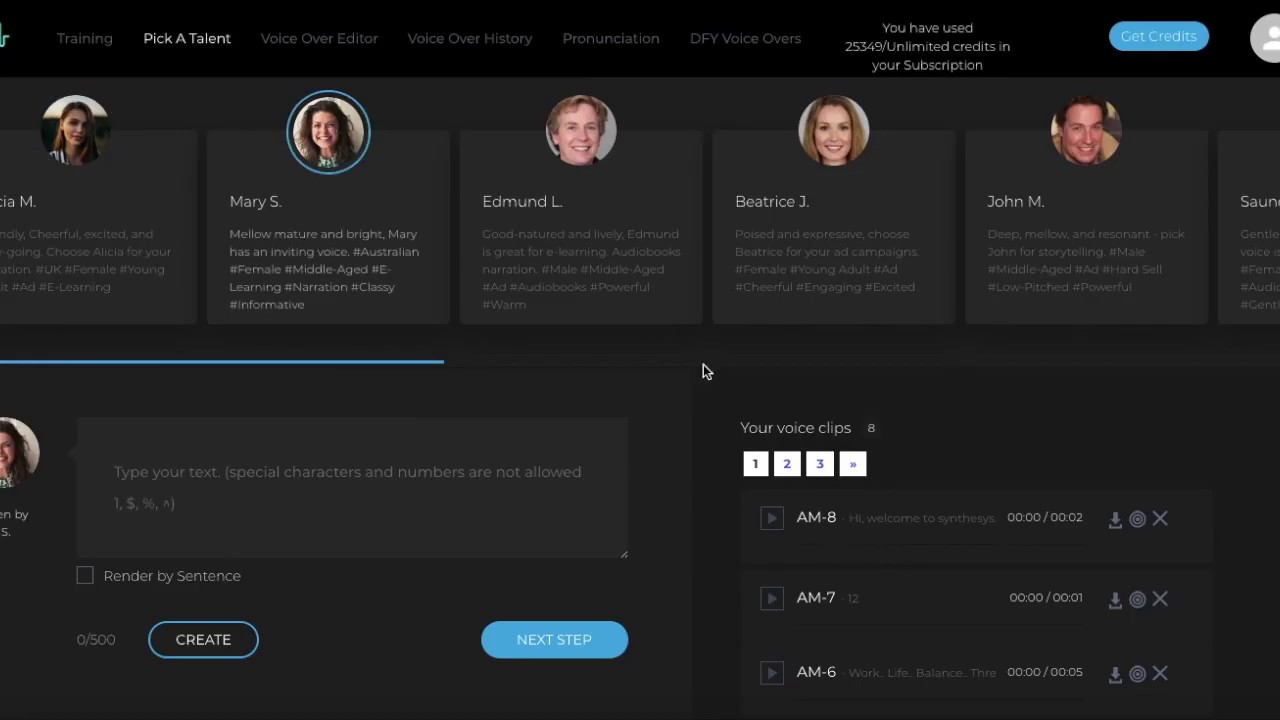 Training
Pick A Talent
Voice Over Editor
Voice Over History
Pronunciation
DFY Voice Overs
You have used
25349/Unlimited credits in
your Subscription
Get Credits
cia M.
ndly, Cheerful, excited, and
-going. Choose Alicia for your
ation. #UK #Female #Young
lt #Ad #E-Learning
Mary S.
Mellow mature and bright, Mary
has an inviting voice. #Australian
#Female #Middle-Aged #E-
Learning #Narration #Classy
#Informative
Edmund L.
Good-natured and lively, Edmund
is great for e-learning. Audiobooks
narration. #Male #Middle-Aged
#Ad #Audiobooks #Powerful
#Warm
Beatrice J.
Poised and expressive, choose
Beatrice for your ad campaigns.
#Female #Young Adult #Ad
#Cheerful #Engaging #Excited
John M.
Deep, mellow, and resonant - pick
John for storytelling. #Male
#Middle-Aged #Ad #Hard Sell
#Low-Pitched #Powerful
Saun
Gentle
voice is
#Fema
#Audio
#Gentl
en by
S.
Type your text. (special characters and numbers are not allowed
1, $, %, ^)
Render by Sentence
0/500
CREATE
NEXT STEP
Your voice clips 8
1 2 3 »
AM-8 · Hi, welcome to synthesys. 00:00 / 00:02
AM-7 · 12 00:00 / 00:01
AM-6 · Work.. Life.. Balance... Thre 00:00 / 00:05